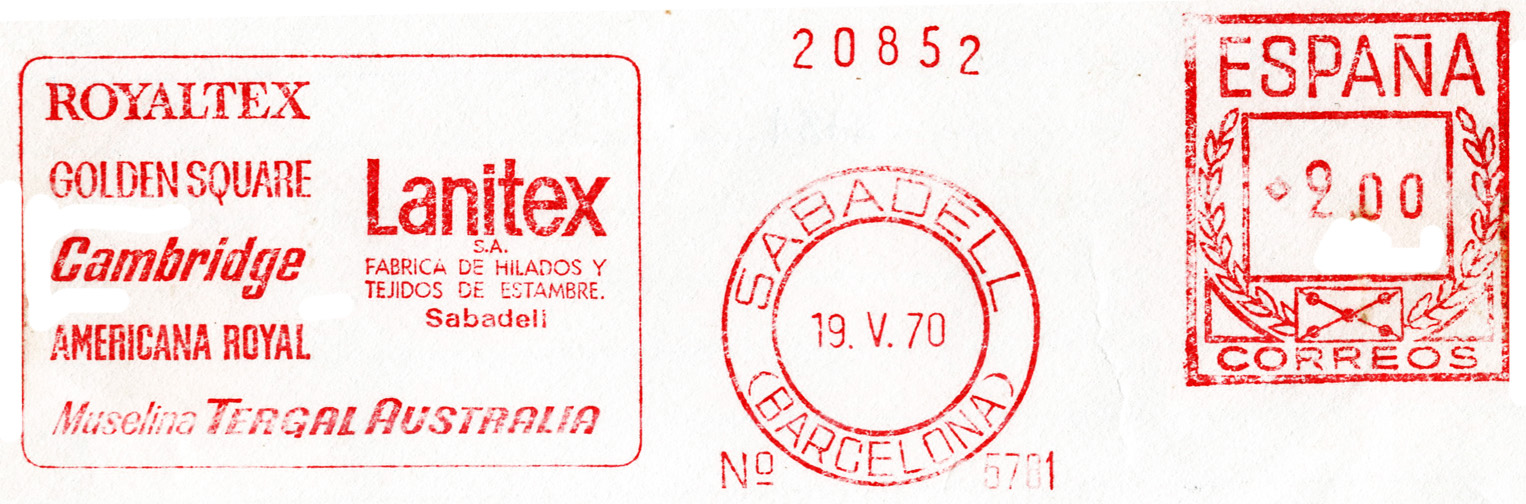 ROYALTEX
GOLDEN SQUARE
Cambridge
AMERICANA ROYAL
Muselina TERGAL AUSTRALIA
Lanitex
S.A.
FABRICA DE HILADOS Y
TEJIDOS DE ESTAMBRE.
Sabadell
20852
SABADELL
19. V. 70
(BARCELONA)
Nº 5701
ESPAÑA
2.00
CORREOS